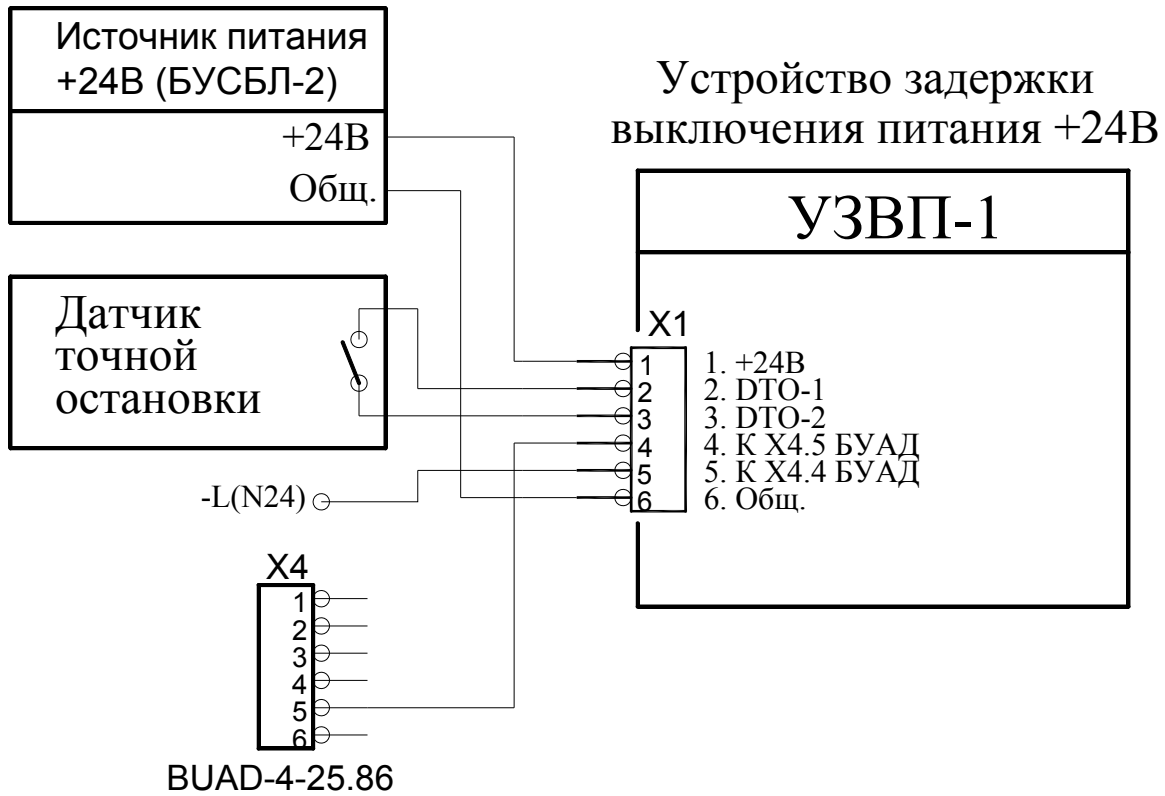 Источник питания
+24В (БУСБЛ-2)
+24В
Общ.
Устройство задержки
выключения питания +24В
УЗВП-1
Датчик
точной
остановки
X1
1
2
3
4
5
6
1. +24В
2. DTO-1
3. DTO-2
4. К Х4.5 БУАД
5. К Х4.4 БУАД
6. Общ.
-L(N24)
X4
1
2
3
4
5
6
BUAD-4-25.86